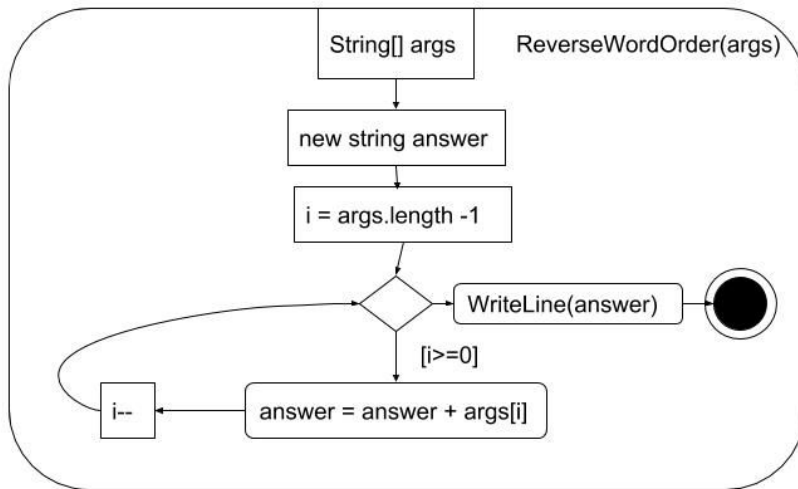 String[] args
ReverseWordOrder(args)
new string answer
i = args.length -1
WriteLine(answer)
[i>=0]
i--
answer = answer + args[i]